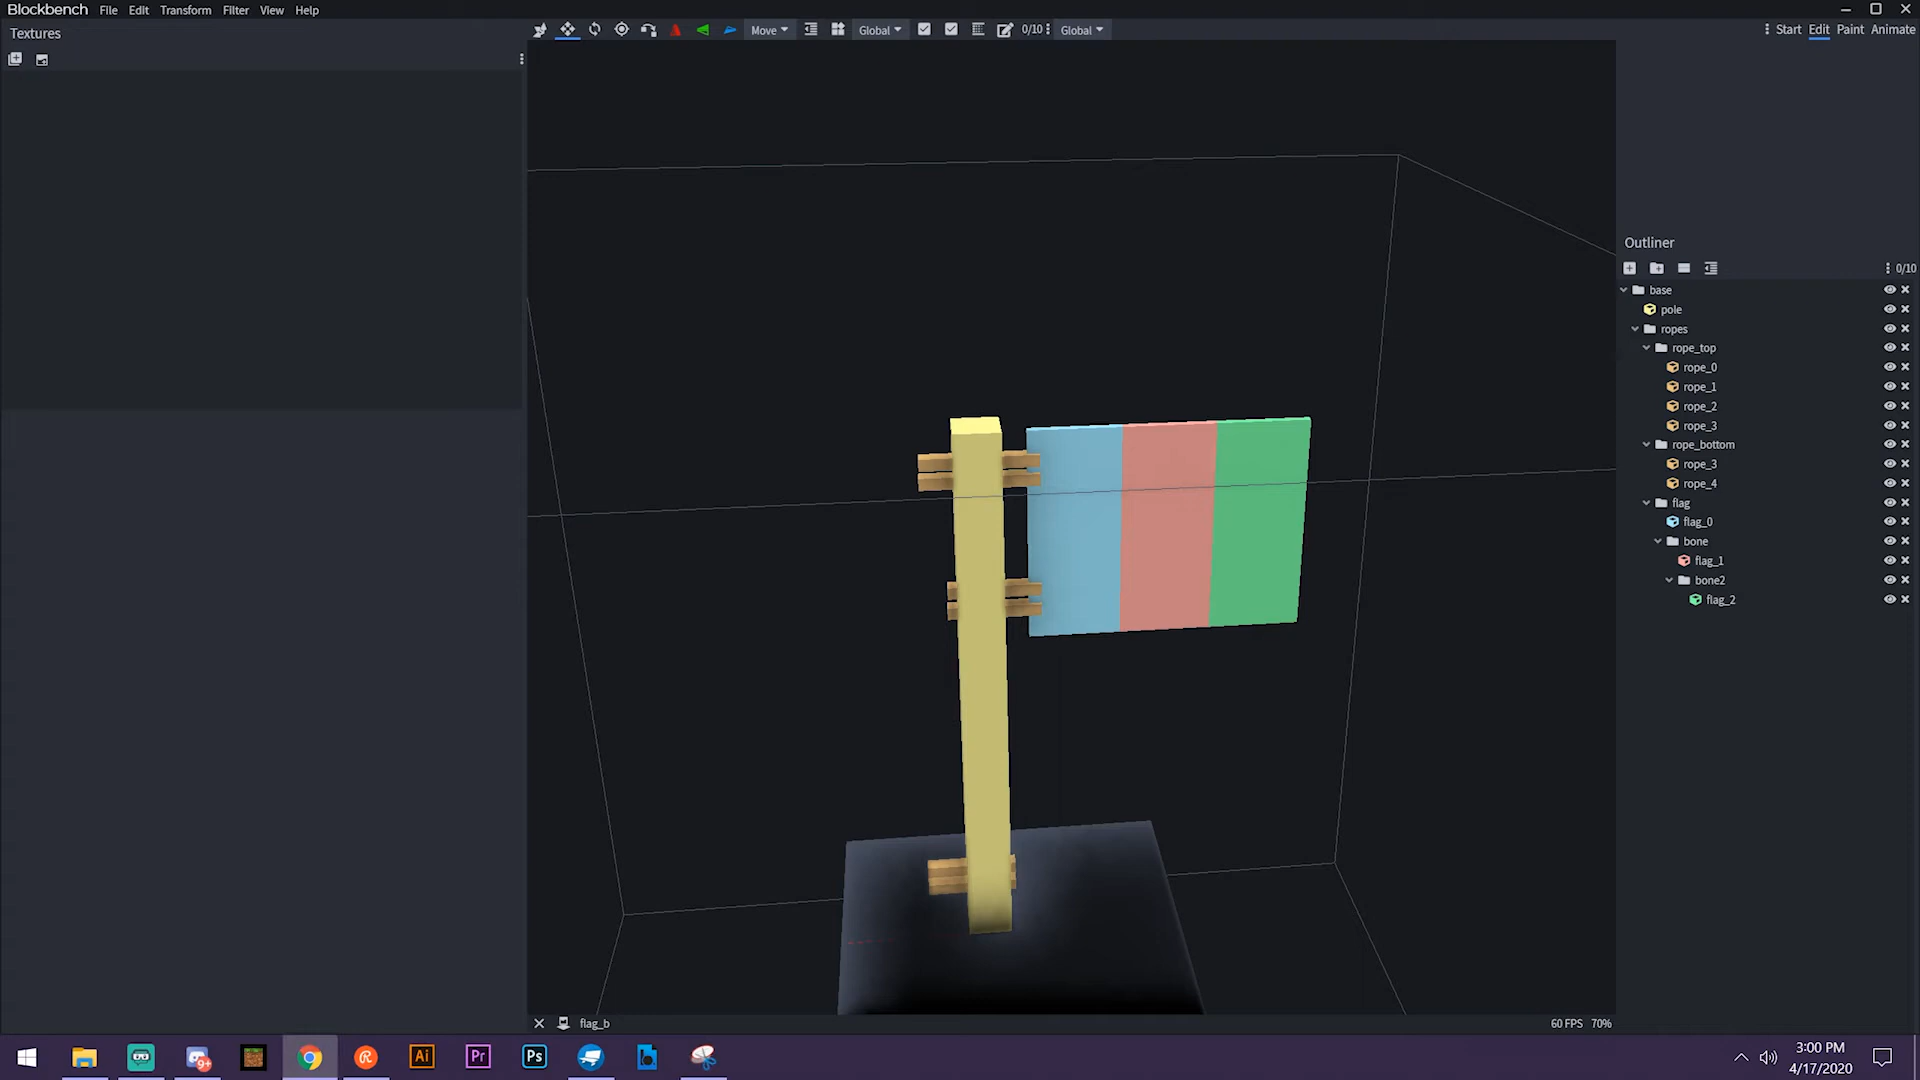 Blockbench File Edit Transform Filter View Help
Textures
Move Global 0/10 Global Start Edit Paint Animate
Outliner
0/10
base
pole
ropes
rope_top
rope_0
rope_1
rope_2
rope_3
rope_bottom
rope_3
rope_4
flag
flag_0
bone
flag_1
bone2
flag_2
flag_b 60 FPS 70%
9+ Ai Pr Ps
3:00 PM
4/17/2020